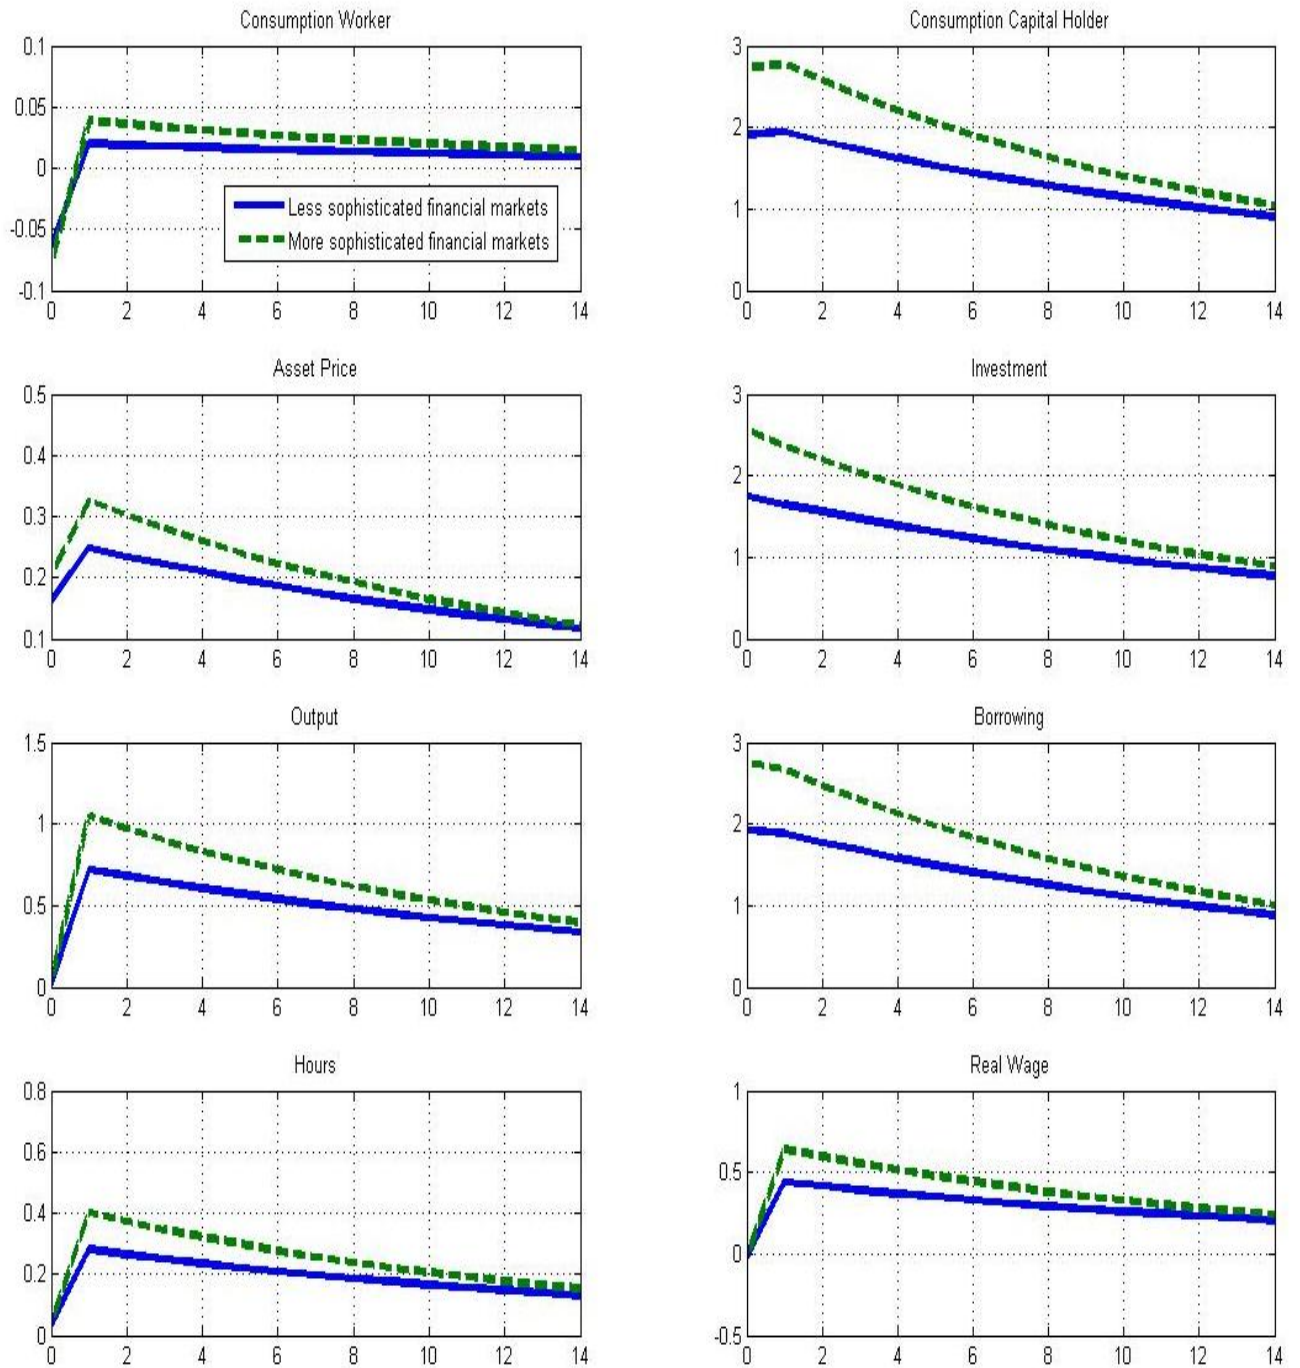 Consumption Worker
0.1
0.05
0
-0.05
-0.1
0 2 4 6 8 10 12 14
Less sophisticated financial markets
More sophisticated financial markets
Consumption Capital Holder
3
2
1
0
0 2 4 6 8 10 12 14
Asset Price
0.5
0.4
0.3
0.2
0.1
0 2 4 6 8 10 12 14
Investment
3
2
1
0
0 2 4 6 8 10 12 14
Output
1.5
1
0.5
0
0 2 4 6 8 10 12 14
Borrowing
3
2
1
0
0 2 4 6 8 10 12 14
Hours
0.8
0.6
0.4
0.2
0
0 2 4 6 8 10 12 14
Real Wage
1
0.5
0
-0.5
0 2 4 6 8 10 12 14